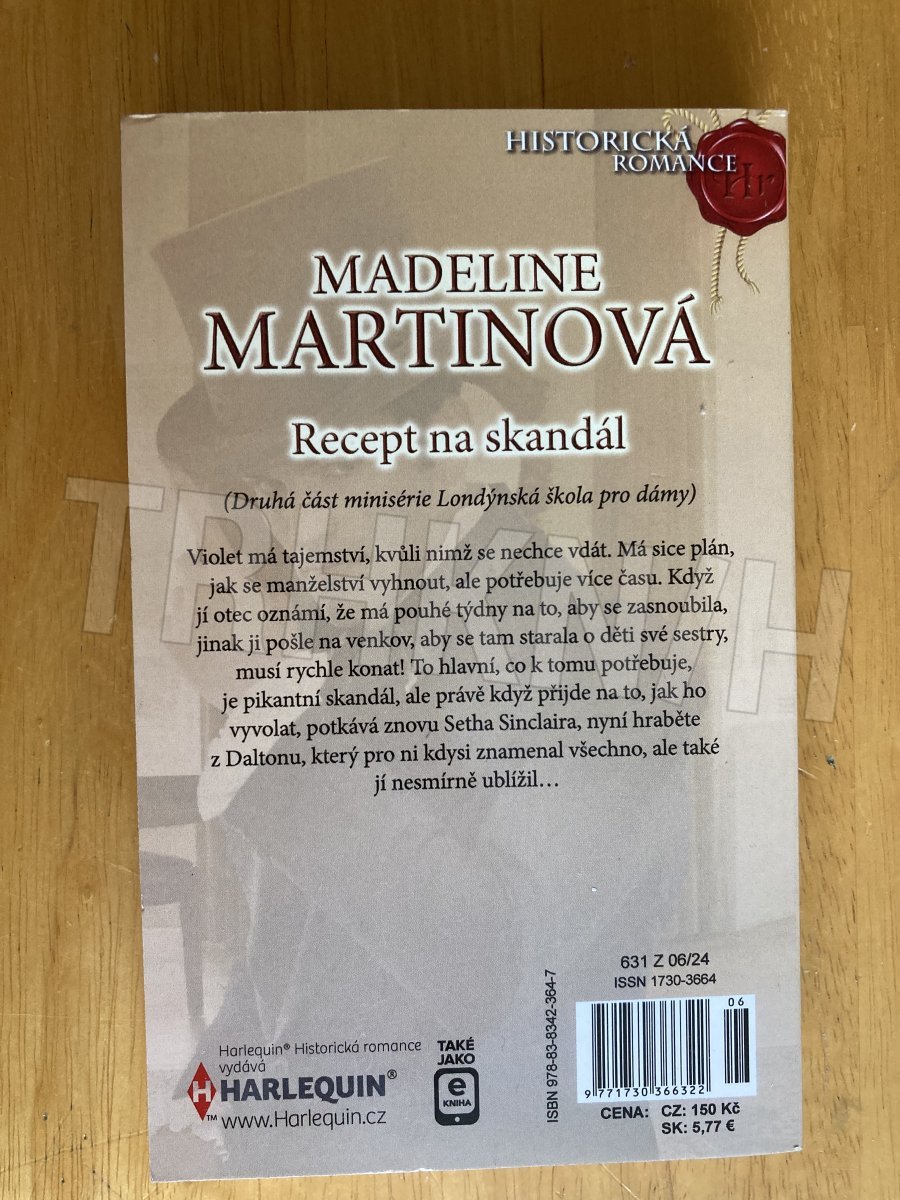 HISTORICKÁ
ROMANCE
Hr
MADELINE
MARTINOVÁ
Recept na skandál
(Druhá část minisérie Londýnská škola pro dámy)
Violet má tajemství, kvůli nimž se nechce vdát. Má sice plán,
jak se manželství vyhnout, ale potřebuje více času. Když
jí otec oznámí, že má pouhé týdny na to, aby se zasnoubila,
jinak ji pošle na venkov, aby se tam starala o děti své sestry,
musí rychle konat! To hlavní, co k tomu potřebuje,
je pikantní skandál, ale právě když přijde na to, jak ho
vyvolat, potkává znovu Setha Sinclaira, nyní hraběte
z Daltonu, který pro ni kdysi znamenal všechno, ale také
jí nesmírně ublížil…
TRHKNIH
631 Z 06/24
ISSN 1730-3664
06
ISBN 978-83-8342-364-7
9 771730 366322
CENA: CZ: 150 Kč
SK: 5,77 €
Harlequin® Historická romance
vydává
H HARLEQUIN®
™ www.Harlequin.cz
TAKÉ
JAKO
e
KNIHA